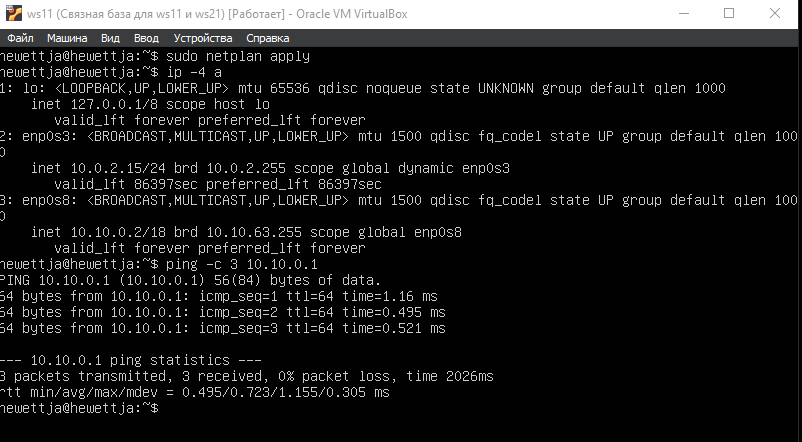 ws11 (Связная база для ws11 и ws21) [Работает] - Oracle VM VirtualBox
Файл Машина Вид Ввод Устройства Справка
hewettja@hewettja:~$ sudo netplan apply
hewettja@hewettja:~$ ip -4 a
1: lo: <LOOPBACK,UP,LOWER_UP> mtu 65536 qdisc noqueue state UNKNOWN group default qlen 1000
    inet 127.0.0.1/8 scope host lo
       valid_lft forever preferred_lft forever
2: enp0s3: <BROADCAST,MULTICAST,UP,LOWER_UP> mtu 1500 qdisc fq_codel state UP group default qlen 100
0
    inet 10.0.2.15/24 brd 10.0.2.255 scope global dynamic enp0s3
       valid_lft 86397sec preferred_lft 86397sec
3: enp0s8: <BROADCAST,MULTICAST,UP,LOWER_UP> mtu 1500 qdisc fq_codel state UP group default qlen 100
0
    inet 10.10.0.2/18 brd 10.10.63.255 scope global enp0s8
       valid_lft forever preferred_lft forever
hewettja@hewettja:~$ ping -c 3 10.10.0.1
PING 10.10.0.1 (10.10.0.1) 56(84) bytes of data.
64 bytes from 10.10.0.1: icmp_seq=1 ttl=64 time=1.16 ms
64 bytes from 10.10.0.1: icmp_seq=2 ttl=64 time=0.495 ms
64 bytes from 10.10.0.1: icmp_seq=3 ttl=64 time=0.521 ms

--- 10.10.0.1 ping statistics ---
3 packets transmitted, 3 received, 0% packet loss, time 2026ms
rtt min/avg/max/mdev = 0.495/0.723/1.155/0.305 ms
hewettja@hewettja:~$